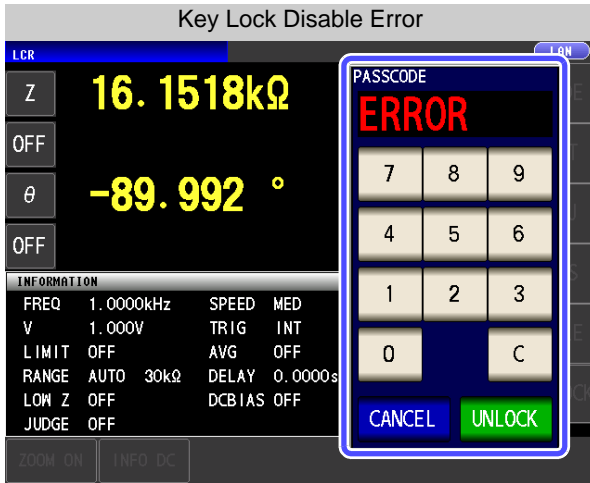 Key Lock Disable Error
LCR
LAN
Z
16.1518kΩ
OFF
θ
-89.992 °
OFF
PASSCODE
ERROR
7 8 9
4 5 6
1 2 3
0 C
CANCEL UNLOCK
INFORMATION
FREQ 1.0000kHz SPEED MED
V 1.000V TRIG INT
LIMIT OFF AVG OFF
RANGE AUTO 30kΩ DELAY 0.0000s
LOW Z OFF DCBIAS OFF
JUDGE OFF
ZOOM ON INFO DC